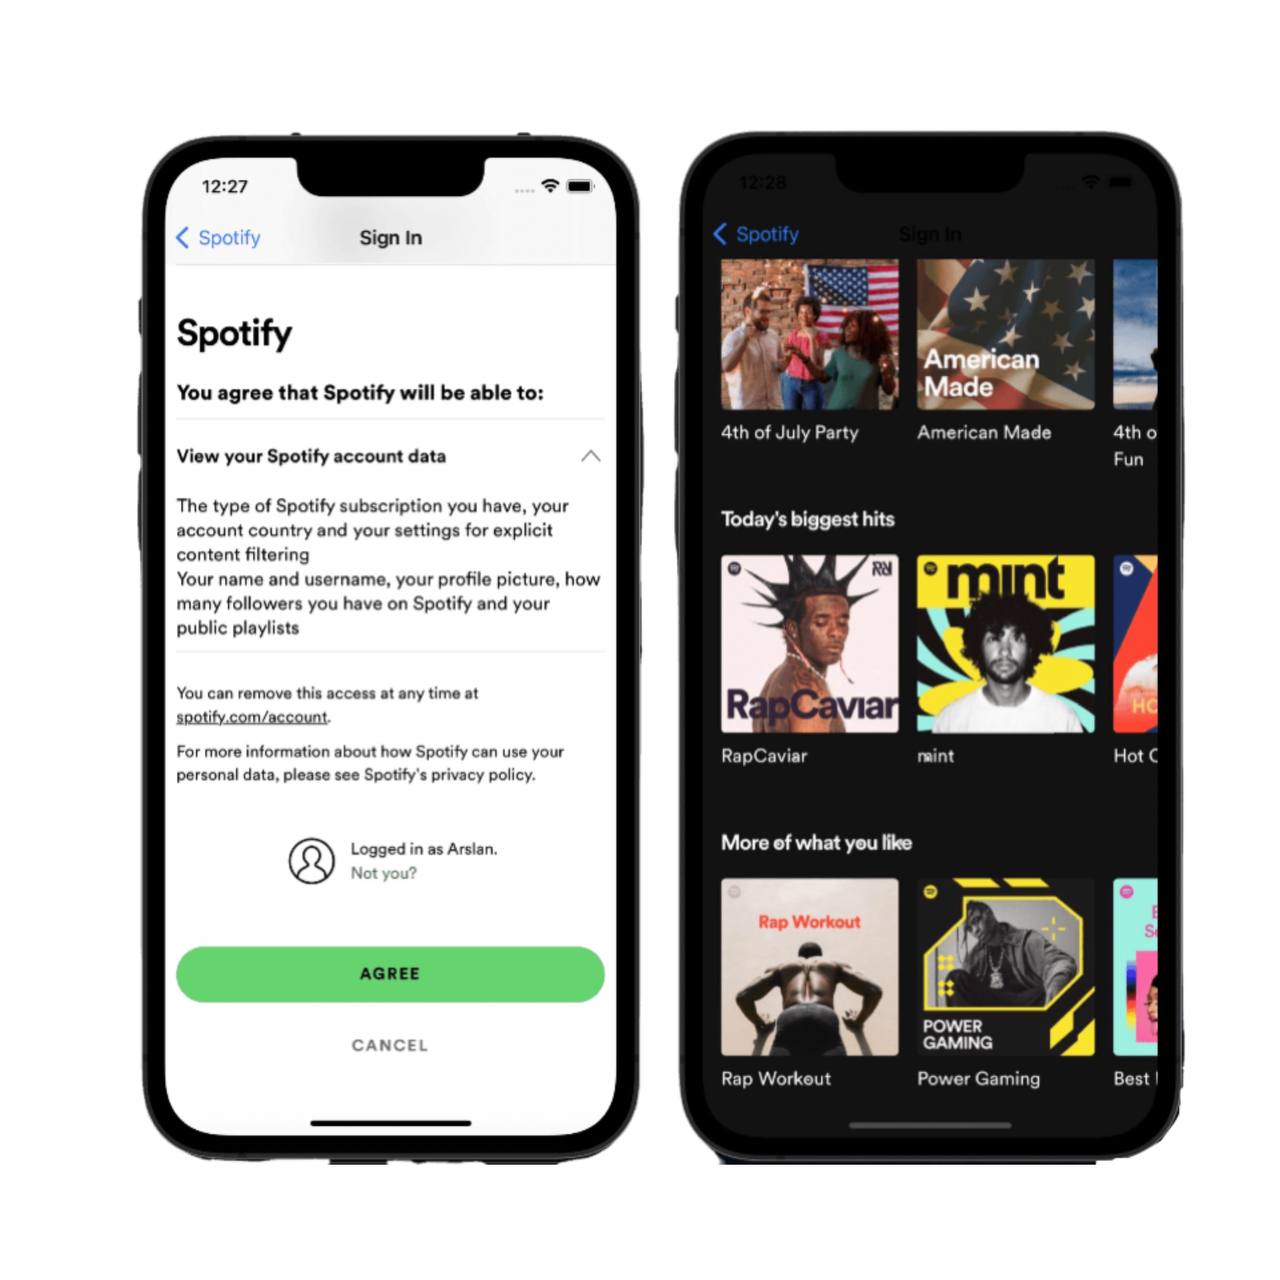 12:27
Spotify
Sign In
Spotify
You agree that Spotify will be able to:
View your Spotify account data
The type of Spotify subscription you have, your
account country and your settings for explicit
content filtering
Your name and username, your profile picture, how
many followers you have on Spotify and your
public playlists
You can remove this access at any time at
spotify.com/account.
For more information about how Spotify can use your
personal data, please see Spotify's privacy policy.
Logged in as Arslan.
Not you?
AGREE
CANCEL
12:28
Spotify
Sign In
American
Made
4th of July Party
American Made
4th o
Fun
Today's biggest hits
RapCaviar
mint
HO
RapCaviar
mint
Hot C
More of what you like
Rap Workout
POWER
GAMING
Rap Workout
Power Gaming
Best